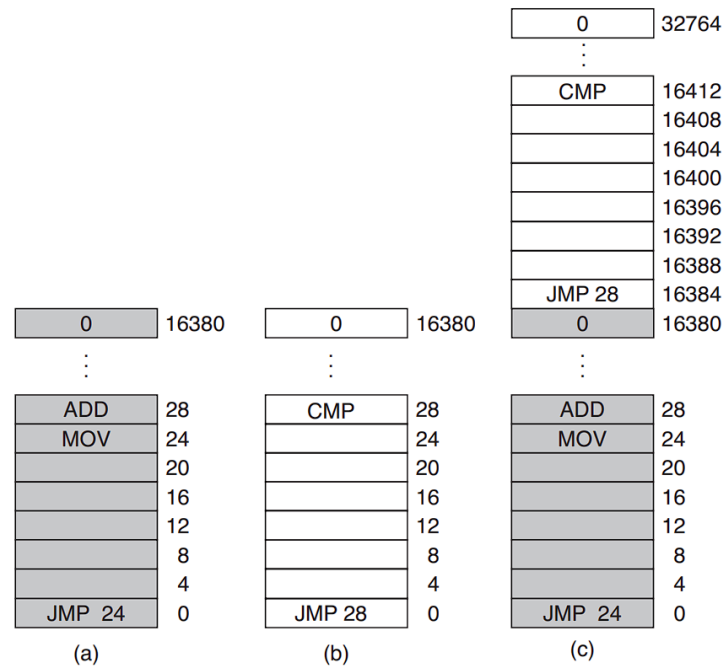 0 32764
CMP 16412
16408
16404
16400
16396
16392
16388
JMP 28 16384
0 16380
0 16380
0 16380
ADD 28
MOV 24
20
16
12
8
4
JMP 24 0
(a)
CMP 28
24
20
16
12
8
4
JMP 28 0
(b)
ADD 28
MOV 24
20
16
12
8
4
JMP 24 0
(c)